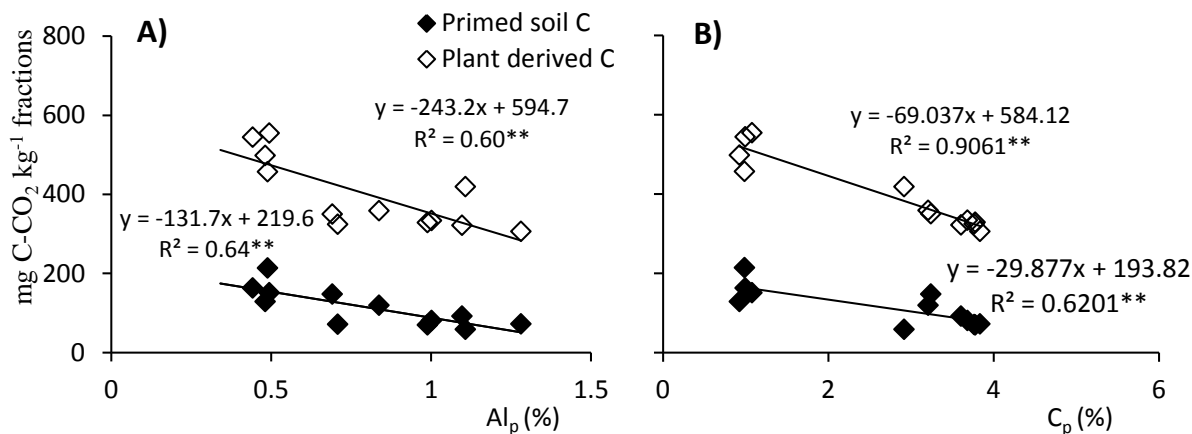 A)
Primed soil C
Plant derived C
B)
mg C-CO₂ kg⁻¹ fractions
800
600
400
200
0
y = -243.2x + 594.7
R² = 0.60**
y = -131.7x + 219.6
R² = 0.64**
0 0.5 1 1.5
Alₚ (%)
y = -69.037x + 584.12
R² = 0.9061**
y = -29.877x + 193.82
R² = 0.6201**
0 2 4 6
Cₚ (%)